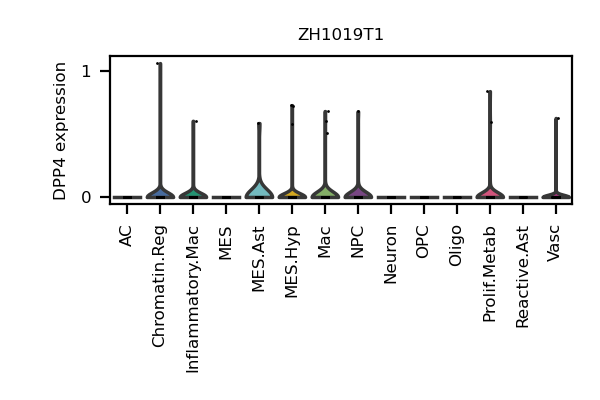 ZH1019T1
DPP4 expression
1
0
AC
Chromatin.Reg
Inflammatory.Mac
MES
MES.Ast
MES.Hyp
Mac
NPC
Neuron
OPC
Oligo
Prolif.Metab
Reactive.Ast
Vasc